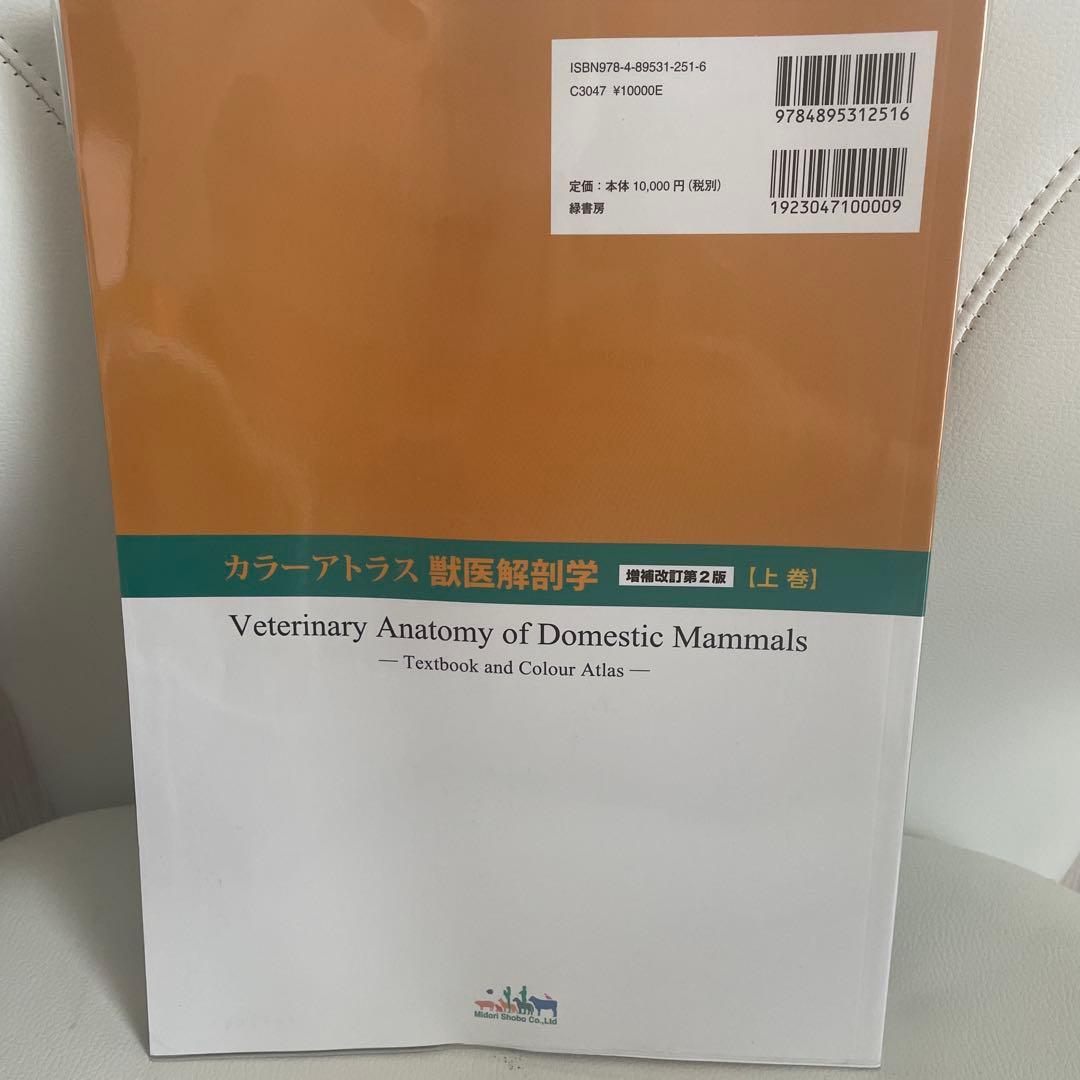 ISBN978-4-89531-251-6
C3047 ¥10000E
9784895312516
定価：本体 10,000 円（税別）
緑書房
1923047100009
カラーアトラス 獣医解剖学 増補改訂第2版 【上 巻】
Veterinary Anatomy of Domestic Mammals
— Textbook and Colour Atlas —
Midori Shobo Co.,Ltd